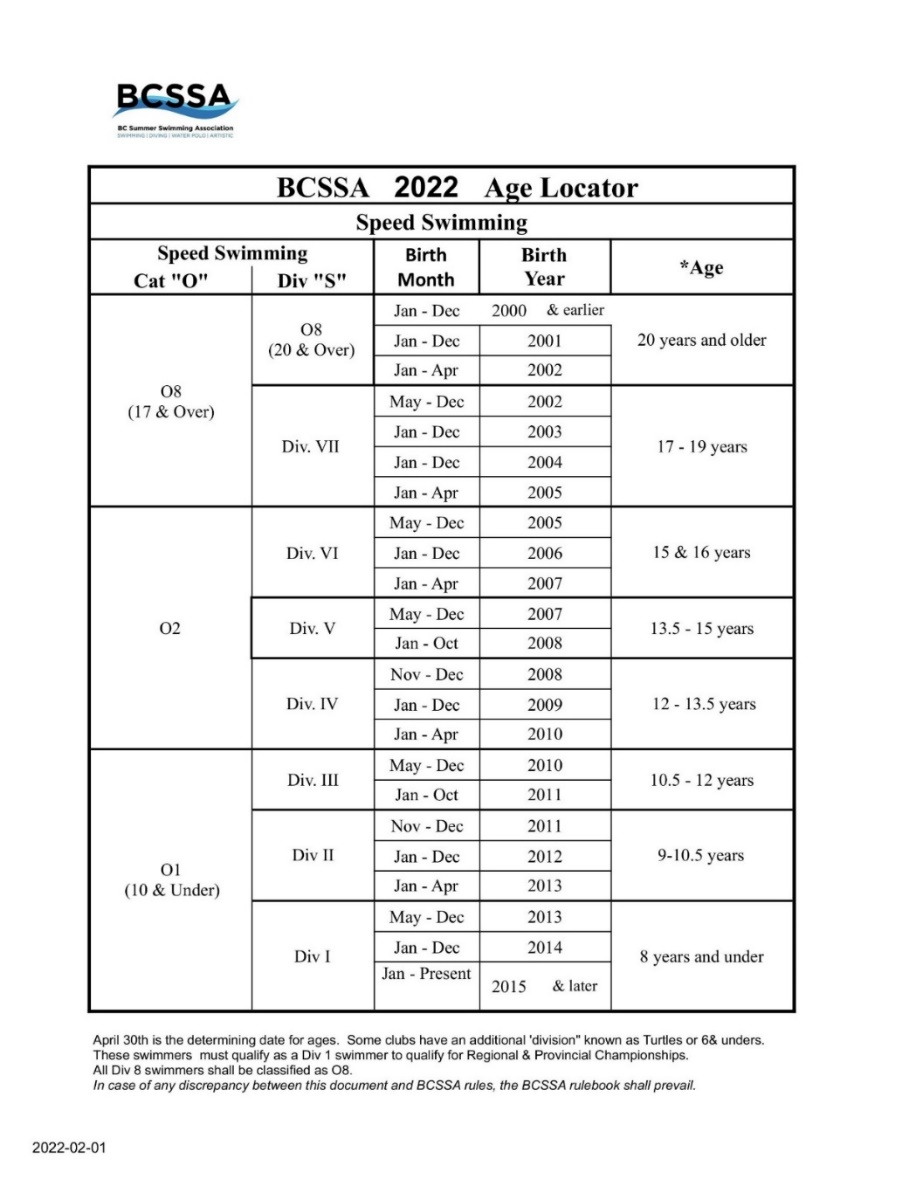 BCSSA
BC Summer Swimming Association
SWIMMING | DIVING | WATER POLO | ARTISTIC
BCSSA 2022 Age Locator
Speed Swimming
Speed Swimming
Cat "O" Div "S"
Birth Month
Birth Year
*Age
O8
(17 & Over)
O8
(20 & Over)
Jan - Dec 2000 & earlier
Jan - Dec 2001
Jan - Apr 2002
20 years and older
Div. VII
May - Dec 2002
Jan - Dec 2003
Jan - Dec 2004
Jan - Apr 2005
17 - 19 years
O2
Div. VI
May - Dec 2005
Jan - Dec 2006
Jan - Apr 2007
15 & 16 years
Div. V
May - Dec 2007
Jan - Oct 2008
13.5 - 15 years
Div. IV
Nov - Dec 2008
Jan - Dec 2009
Jan - Apr 2010
12 - 13.5 years
O1
(10 & Under)
Div. III
May - Dec 2010
Jan - Oct 2011
10.5 - 12 years
Div II
Nov - Dec 2011
Jan - Dec 2012
Jan - Apr 2013
9-10.5 years
Div I
May - Dec 2013
Jan - Dec 2014
Jan - Present 2015 & later
8 years and under
April 30th is the determining date for ages. Some clubs have an additional 'division" known as Turtles or 6& unders.
These swimmers must qualify as a Div 1 swimmer to qualify for Regional & Provincial Championships.
All Div 8 swimmers shall be classified as O8.
In case of any discrepancy between this document and BCSSA rules, the BCSSA rulebook shall prevail.
2022-02-01